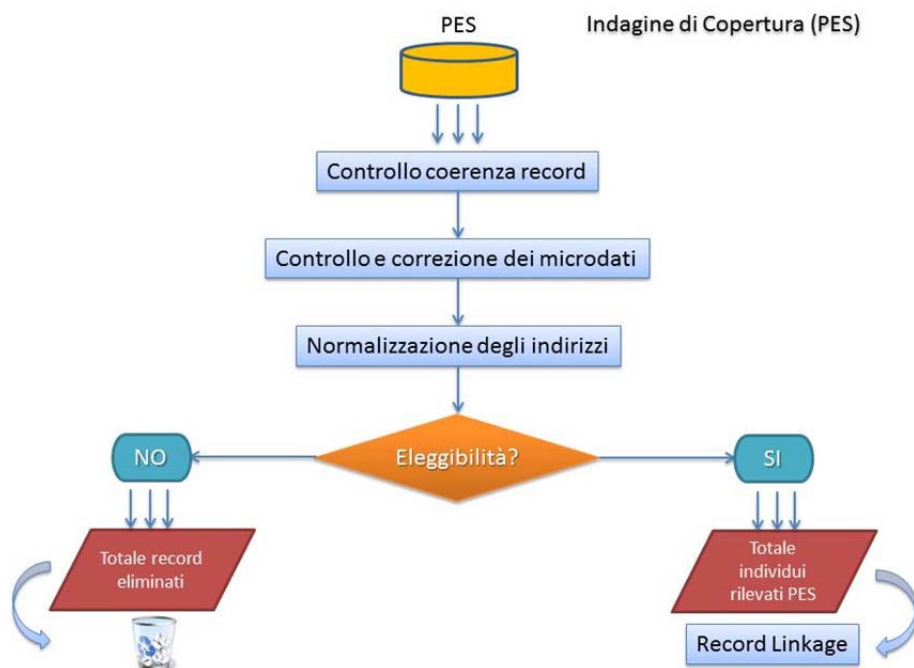 PES
Indagine di Copertura (PES)
Controllo coerenza record
Controllo e correzione dei microdati
Normalizzazione degli indirizzi
Eleggibilità?
NO
SI
Totale record
eliminati
Totale
individui
rilevati PES
Record Linkage